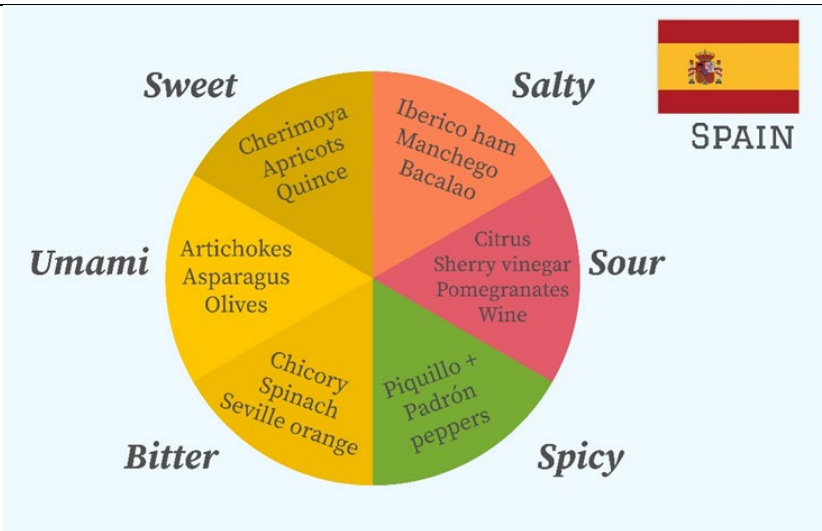 SPAIN
Sweet
Cherimoya
Apricots
Quince
Salty
Iberico ham
Manchego
Bacalao
Umami
Artichokes
Asparagus
Olives
Sour
Citrus
Sherry vinegar
Pomegranates
Wine
Bitter
Chicory
Spinach
Seville orange
Spicy
Piquillo +
Padrón
peppers